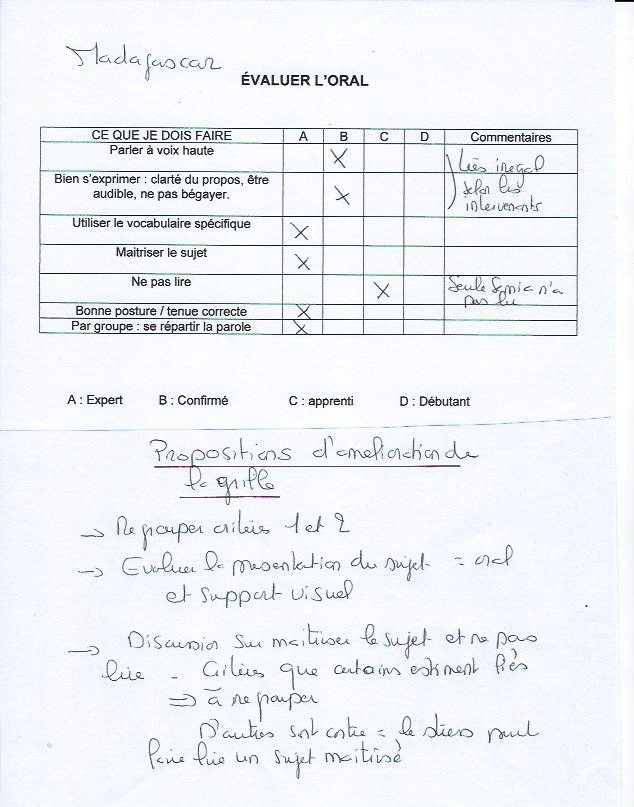 Madagascar
ÉVALUER L'ORAL
CE QUE JE DOIS FAIRE A B C D Commentaires
Parler à voix haute X
Bien s'exprimer : clarté du propos, être
audible, ne pas bégayer. X
très inégal
selon les
intervenants
Utiliser le vocabulaire spécifique X
Maitriser le sujet X
Ne pas lire X
Seule Sonia n'a
pas lu
Bonne posture / tenue correcte X
Par groupe : se répartir la parole X
A : Expert B : Confirmé C : apprenti D : Débutant
Propositions d'amélioration de
la grille
→ Regrouper critères 1 et 2
→ Evaluer la présentation du sujet = oral
et support visuel
→ Discussion sur maitriser le sujet et ne pas
lire - Critères que certains estiment liés
⇒ à regrouper
D'autres sont contre = le stress peut
faire lire un sujet maitrisé